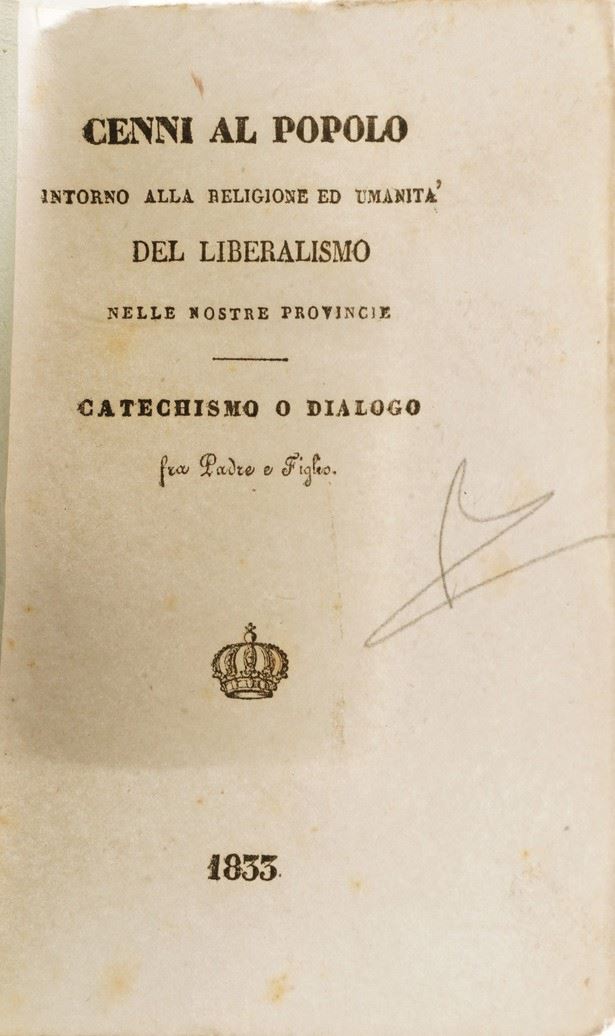 CENNI AL POPOLO
INTORNO ALLA RELIGIONE ED UMANITA'
DEL LIBERALISMO
NELLE NOSTRE PROVINCIE
CATECHISMO O DIALOGO
fra Padre e Figlio.
1833.